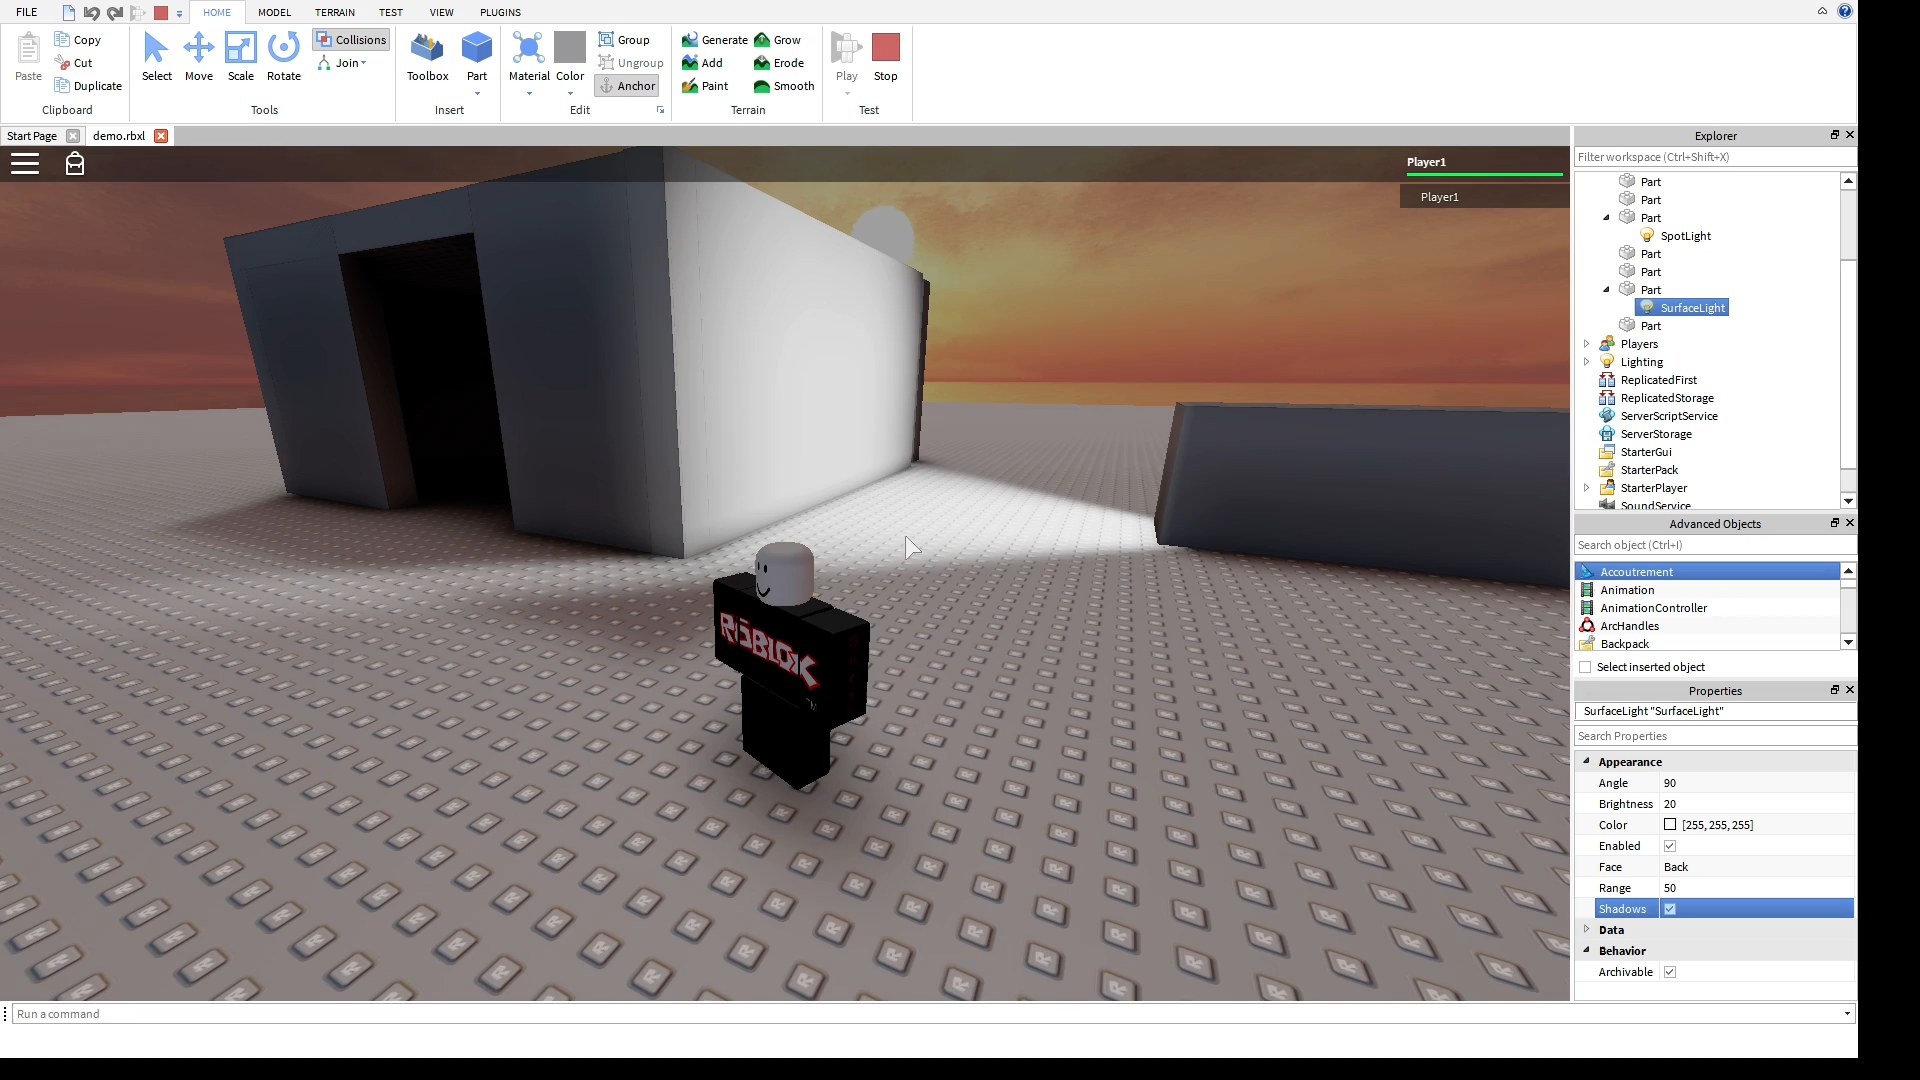 FILE HOME MODEL TERRAIN TEST VIEW PLUGINS
Paste
Copy
Cut
Duplicate
Clipboard
Select Move Scale Rotate
Collisions
Join
Tools
Toolbox Part
Insert
Material Color
Group
Ungroup
Anchor
Edit
Generate Grow
Add Erode
Paint Smooth
Terrain
Play Stop
Test
Start Page demo.rbxl
Player1
Player1
ROBLOX
Explorer
Filter workspace (Ctrl+Shift+X)
Part
Part
Part
SpotLight
Part
Part
Part
SurfaceLight
Part
Players
Lighting
ReplicatedFirst
ReplicatedStorage
ServerScriptService
ServerStorage
StarterGui
StarterPack
StarterPlayer
SoundService
Advanced Objects
Search object (Ctrl+I)
Accoutrement
Animation
AnimationController
ArcHandles
Backpack
Select inserted object
Properties
SurfaceLight "SurfaceLight"
Search Properties
Appearance
Angle 90
Brightness 20
Color [255, 255, 255]
Enabled
Face Back
Range 50
Shadows
Data
Behavior
Archivable
Run a command